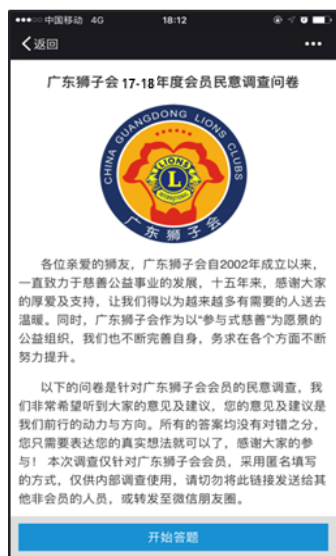 中国移动 4G 18:12
返回
广东狮子会 17-18 年度会员民意调查问卷
CHINA GUANGDONG LIONS CLUBS
LIONS
L
INTERNATIONAL
广东狮子会
各位亲爱的狮友，广东狮子会自2002年成立以来，
一直致力于慈善公益事业的发展，十五年来，感谢大家
的厚爱及支持，让我们得以为越来越多有需要的人送去
温暖。同时，广东狮子会作为以“参与式慈善”为愿景的
公益组织，我们也不断完善自身，务求在各个方面不断
努力提升。
以下的问卷是针对广东狮子会会员的民意调查，我
们非常希望听到大家的意见及建议，您的意见及建议是
我们前行的动力与方向。所有的答案均没有对错之分，
您只需要表达您的真实想法就可以了，感谢大家的参
与！ 本次调查仅针对广东狮子会会员，采用匿名填写
的方式，仅供内部调查使用，请切勿将此链接发送给其
他非会员的人员，或转发至微信朋友圈。
开始答题